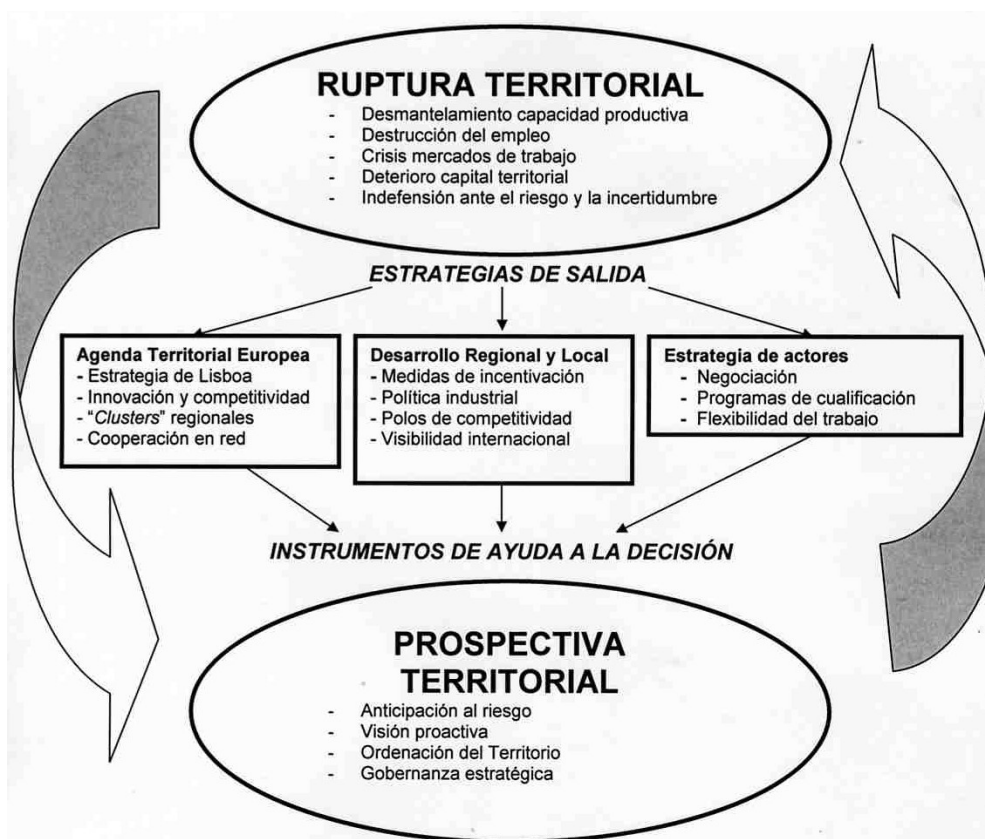 RUPTURA TERRITORIAL
- Desmantelamiento capacidad productiva
- Destrucción del empleo
- Crisis mercados de trabajo
- Deterioro capital territorial
- Indefensión ante el riesgo y la incertidumbre
ESTRATEGIAS DE SALIDA
Agenda Territorial Europea
- Estrategia de Lisboa
- Innovación y competitividad
- "Clusters" regionales
- Cooperación en red
Desarrollo Regional y Local
- Medidas de incentivación
- Política industrial
- Polos de competitividad
- Visibilidad internacional
Estrategia de actores
- Negociación
- Programas de cualificación
- Flexibilidad del trabajo
INSTRUMENTOS DE AYUDA A LA DECISIÓN
PROSPECTIVA
TERRITORIAL
- Anticipación al riesgo
- Visión proactiva
- Ordenación del Territorio
- Gobernanza estratégica